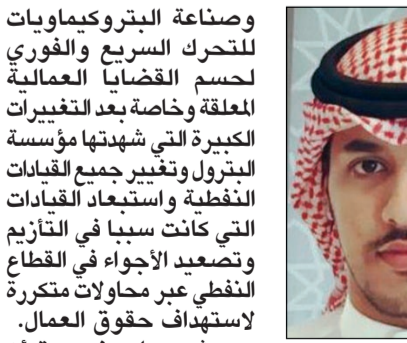 وصناعة البتروكيماويات
للتحرك السريع والفوري
لحسم القضايا العمالية
المعلقة وخاصة بعد التغييرات
الكبيرة التي شهدتها مؤسسة
البترول وتغيير جميع القيادات
النفطية واستبعاد القيادات
التي كانت سببا في التأزيم
وتصعيد الأجواء في القطاع
النفطي عبر محاولات متكررة
لاستهداف حقوق العمال.